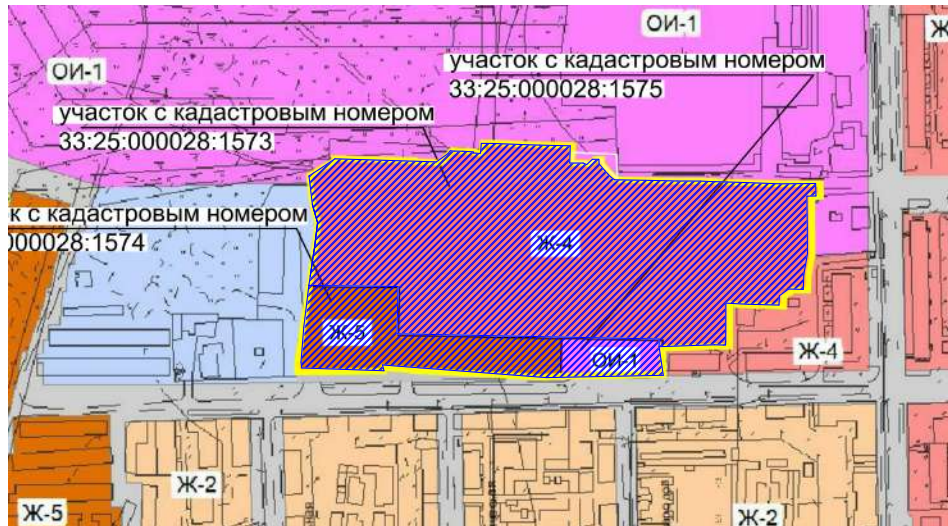 ОИ-1
Ж
ОИ-1
участок с кадастровым номером
33:25:000028:1575
участок с кадастровым номером
33:25:000028:1573
к с кадастровым номером
000028:1574
Ж-4
Ж-5
ОИ-1
Ж-4
Ж-2
Ж-5
Ж-2